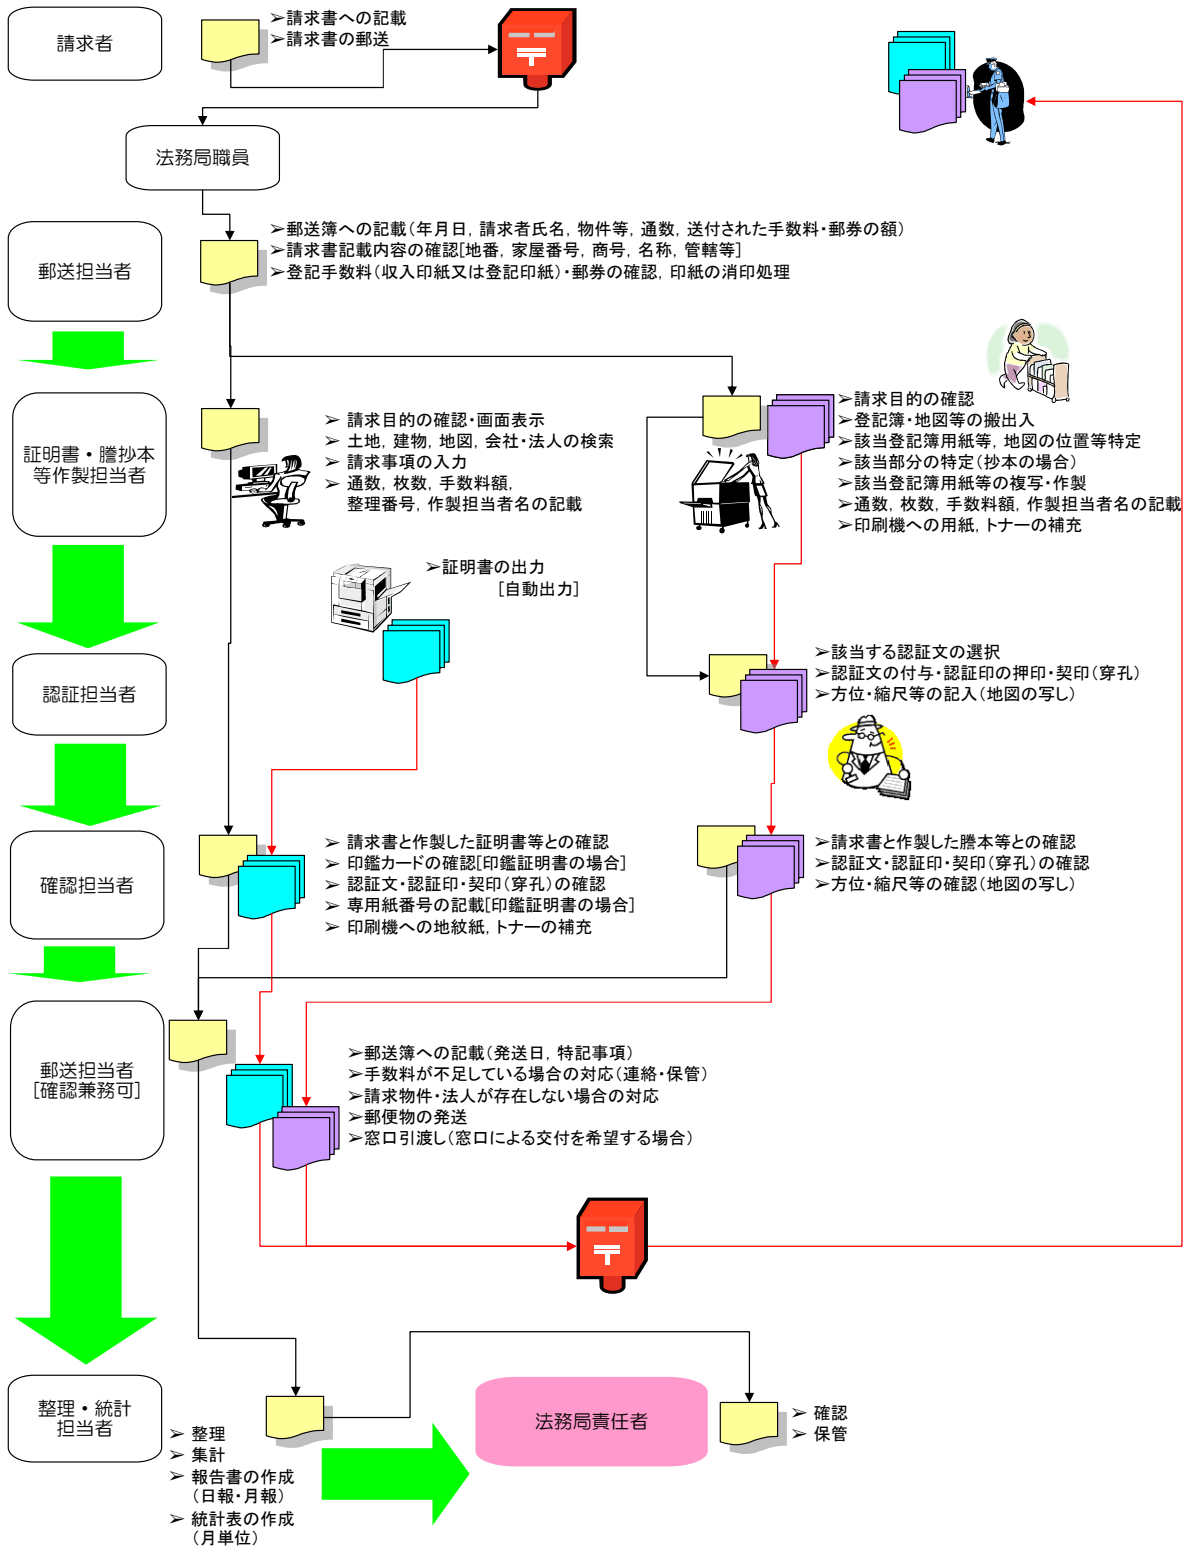 請求者
➢請求書への記載
➢請求書の郵送
法務局職員
郵送担当者
➢郵送簿への記載(年月日, 請求者氏名, 物件等, 通数, 送付された手数料・郵券の額)
➢請求書記載内容の確認[地番, 家屋番号, 商号, 名称, 管轄等]
➢登記手数料(収入印紙又は登記印紙)・郵券の確認, 印紙の消印処理
証明書・謄抄本
等作製担当者
➢ 請求目的の確認・画面表示
➢ 土地, 建物, 地図, 会社・法人の検索
➢ 請求事項の入力
➢ 通数, 枚数, 手数料額,
整理番号, 作製担当者名の記載
➢請求目的の確認
➢登記簿・地図等の搬出入
➢該当登記簿用紙等, 地図の位置等特定
➢該当部分の特定(抄本の場合)
➢該当登記簿用紙等の複写・作製
➢通数, 枚数, 手数料額, 作製担当者名の記載
➢印刷機への用紙, トナーの補充
➢証明書の出力
[自動出力]
認証担当者
➢該当する認証文の選択
➢認証文の付与・認証印の押印・契印(穿孔)
➢方位・縮尺等の記入(地図の写し)
確認担当者
➢ 請求書と作製した証明書等との確認
➢ 印鑑カードの確認[印鑑証明書の場合]
➢ 認証文・認証印・契印(穿孔)の確認
➢ 専用紙番号の記載[印鑑証明書の場合]
➢ 印刷機への地紋紙, トナーの補充
➢請求書と作製した謄本等との確認
➢認証文・認証印・契印(穿孔)の確認
➢方位・縮尺等の確認(地図の写し)
郵送担当者
[確認兼務可]
➢郵送簿への記載(発送日, 特記事項)
➢手数料が不足している場合の対応(連絡・保管)
➢請求物件・法人が存在しない場合の対応
➢郵便物の発送
➢窓口引渡し(窓口による交付を希望する場合)
整理・統計
担当者
➢ 整理
➢ 集計
➢ 報告書の作成
(日報・月報)
➢ 統計表の作成
(月単位)
法務局責任者
➢ 確認
➢ 保管